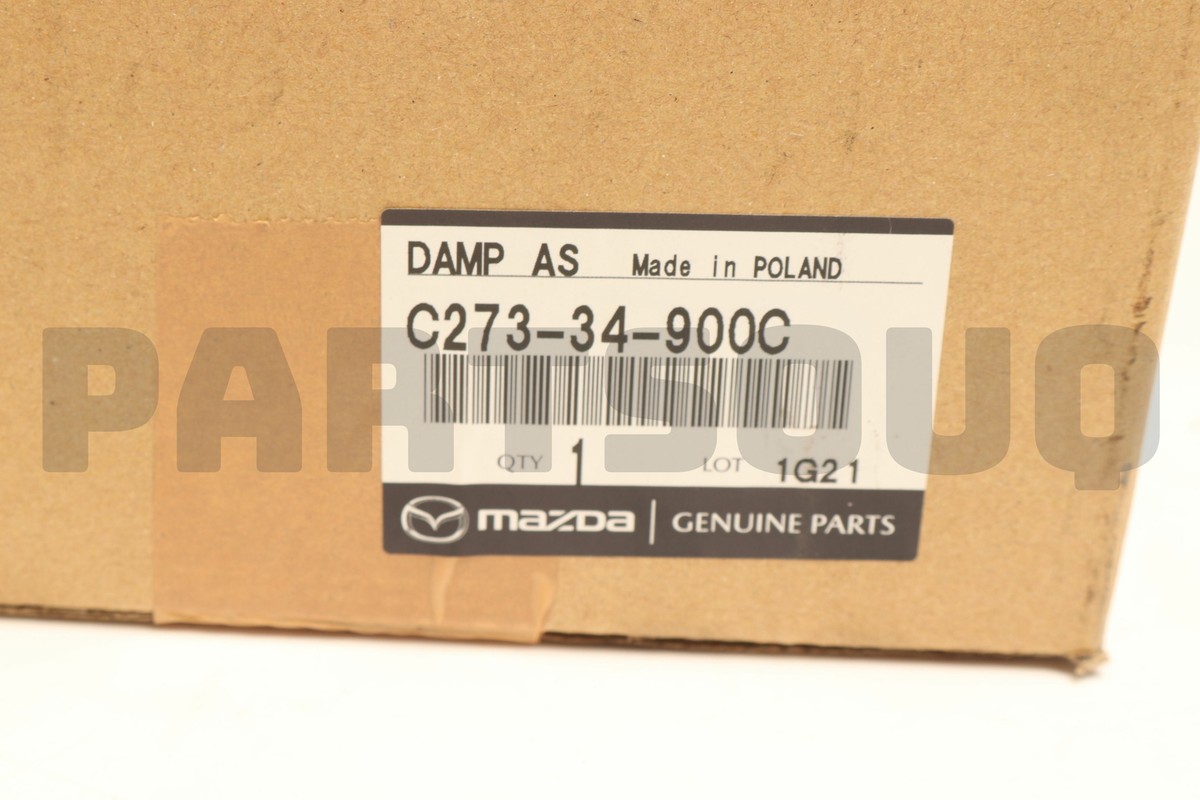 DAMP AS Made in POLAND
C273-34-900C
PARTSOUQ
QTY 1 LOT 1G21
mazda | GENUINE PARTS